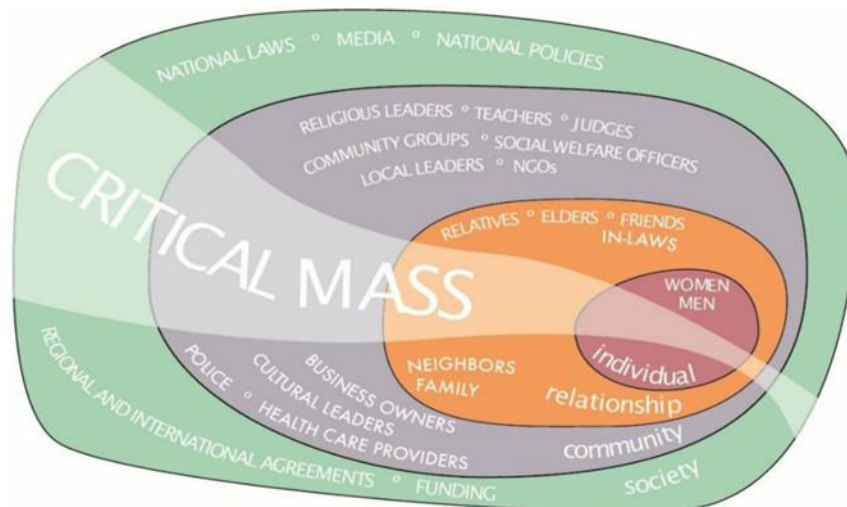 NATIONAL LAWS ° MEDIA ° NATIONAL POLICIES
RELIGIOUS LEADERS ° TEACHERS ° JUDGES
COMMUNITY GROUPS ° SOCIAL WELFARE OFFICERS
LOCAL LEADERS ° NGOs
CRITICAL MASS
RELATIVES ° ELDERS ° FRIENDS
IN-LAWS
WOMEN
MEN
individual
NEIGHBORS
FAMILY
relationship
BUSINESS OWNERS
CULTURAL LEADERS
POLICE ° HEALTH CARE PROVIDERS
community
REGIONAL AND INTERNATIONAL AGREEMENTS ° FUNDING
society